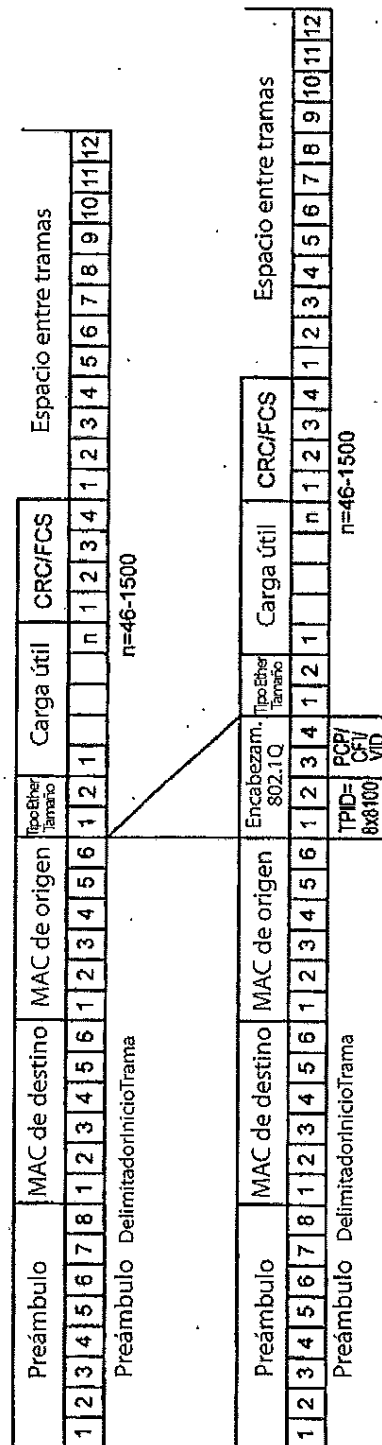 Preámbulo MAC de destino MAC de origen TipoEther Tamaño Carga útil CRC/FCS Espacio entre tramas
1 2 3 4 5 6 7 8 1 2 3 4 5 6 1 2 3 4 5 6 1 2 1 n 1 2 3 4 1 2 3 4 5 6 7 8 9 10 11 12
Preámbulo DelimitadorInicioTrama n=46-1500
Preámbulo MAC de destino MAC de origen Encabezam. 802.1Q TipoEther Tamaño Carga útil CRC/FCS Espacio entre tramas
1 2 3 4 5 6 7 8 1 2 3 4 5 6 1 2 3 4 5 6 1 2 3 4 1 2 1 n 1 2 3 4 1 2 3 4 5 6 7 8 9 10 11 12
Preámbulo DelimitadorInicioTrama TPID= 8x8100 PCP/ CFI/ VID n=46-1500